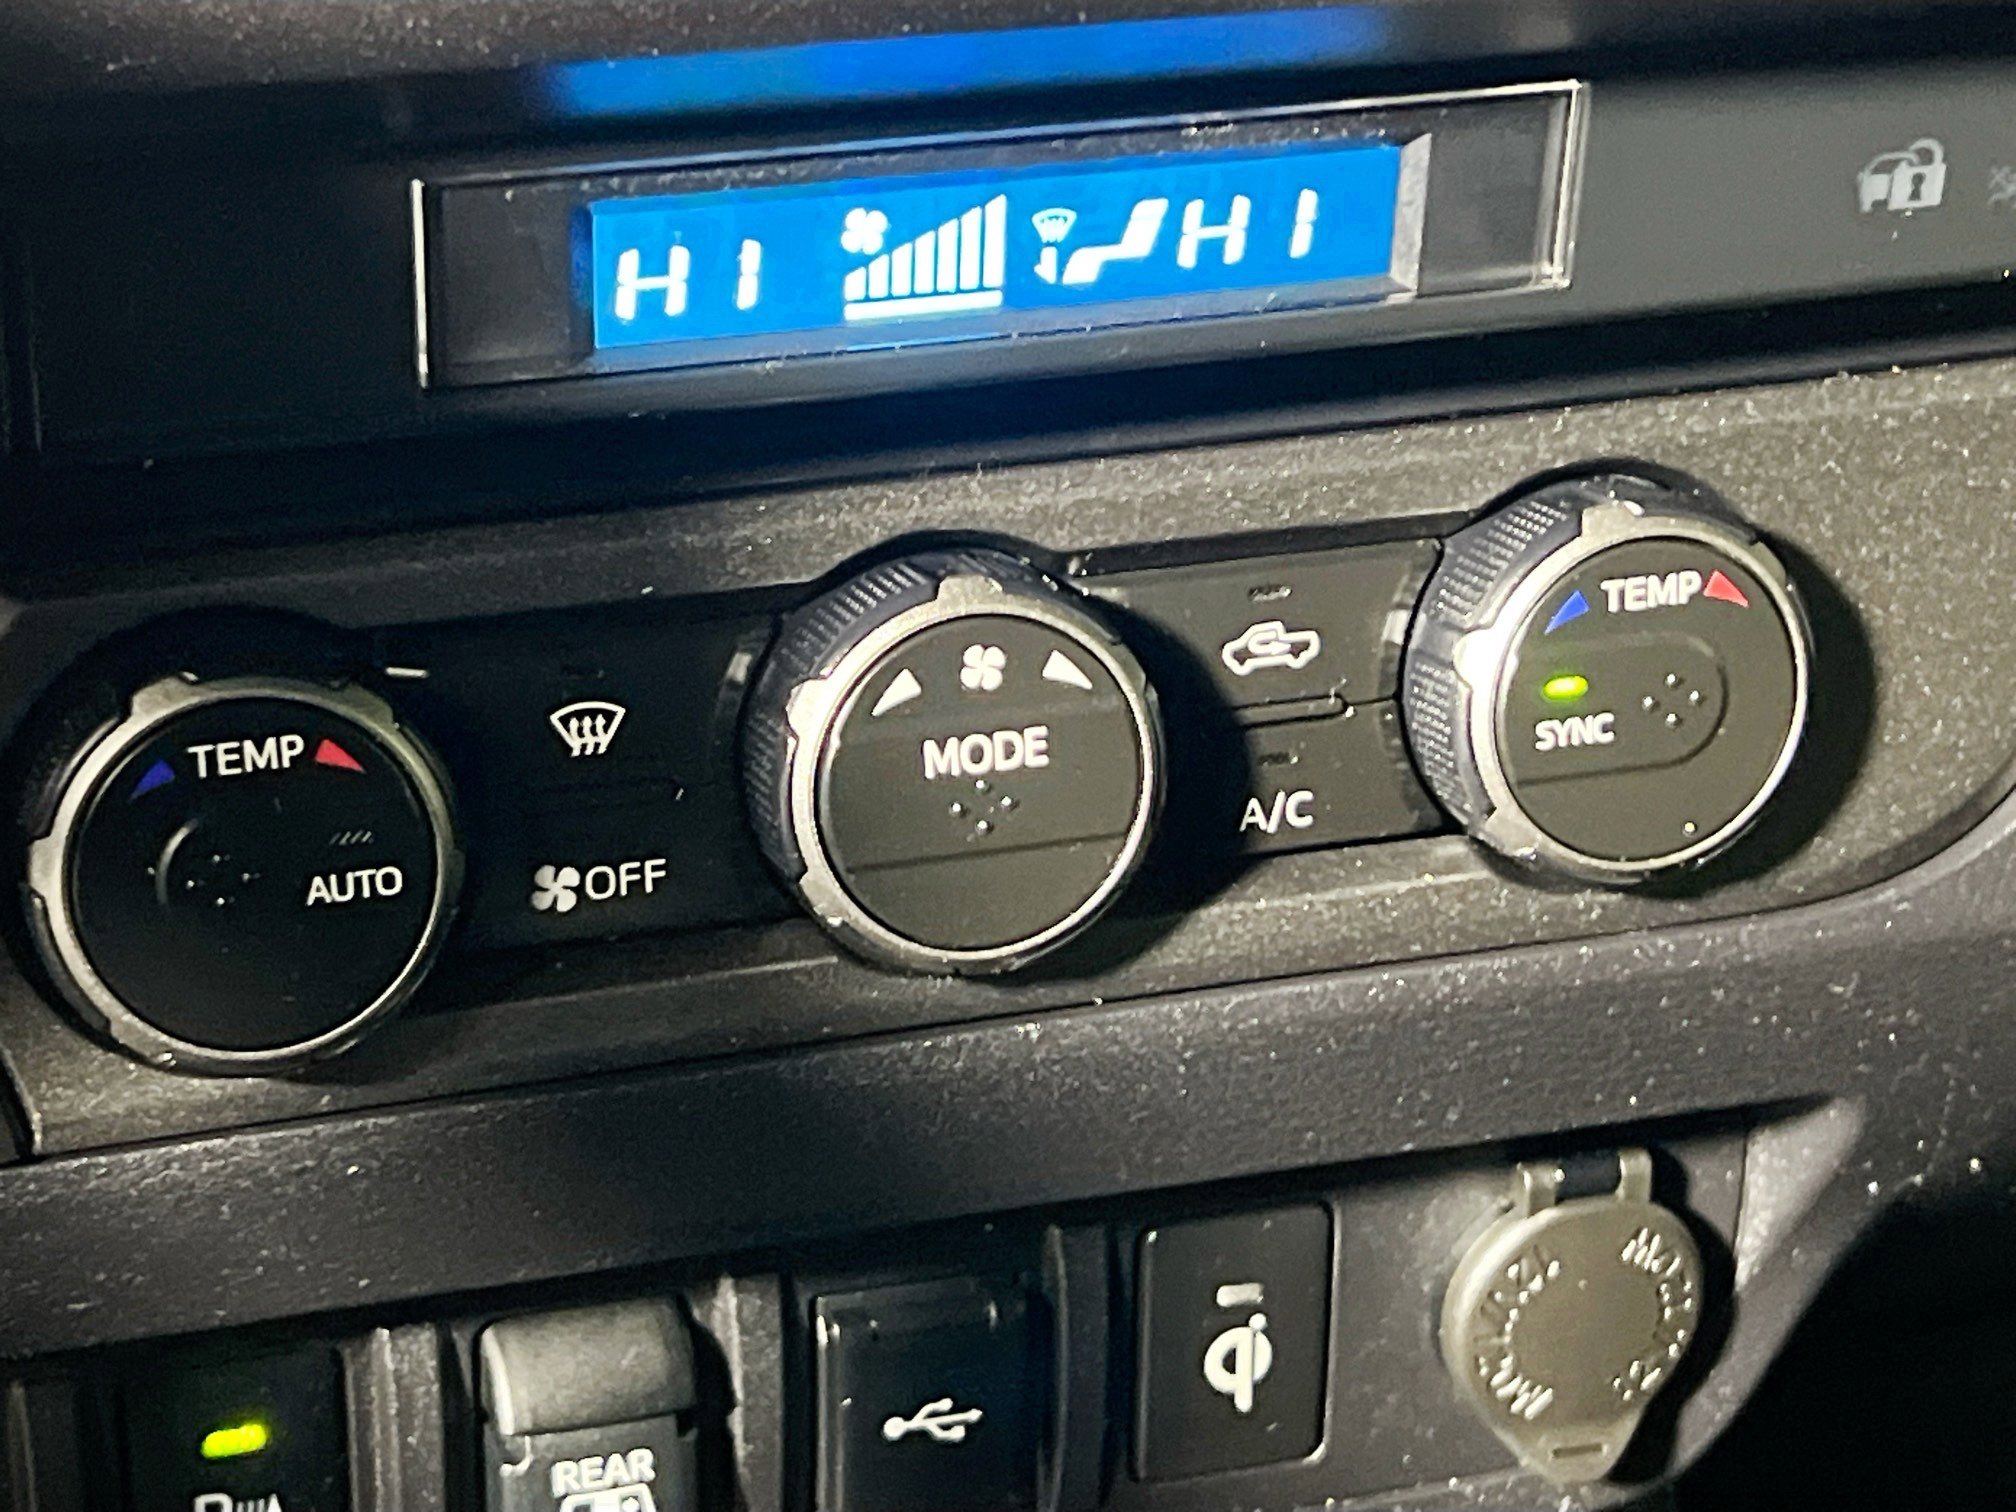 HI HI
TEMP
SYNC
TEMP
MODE
A/C
AUTO
OFF
REAR